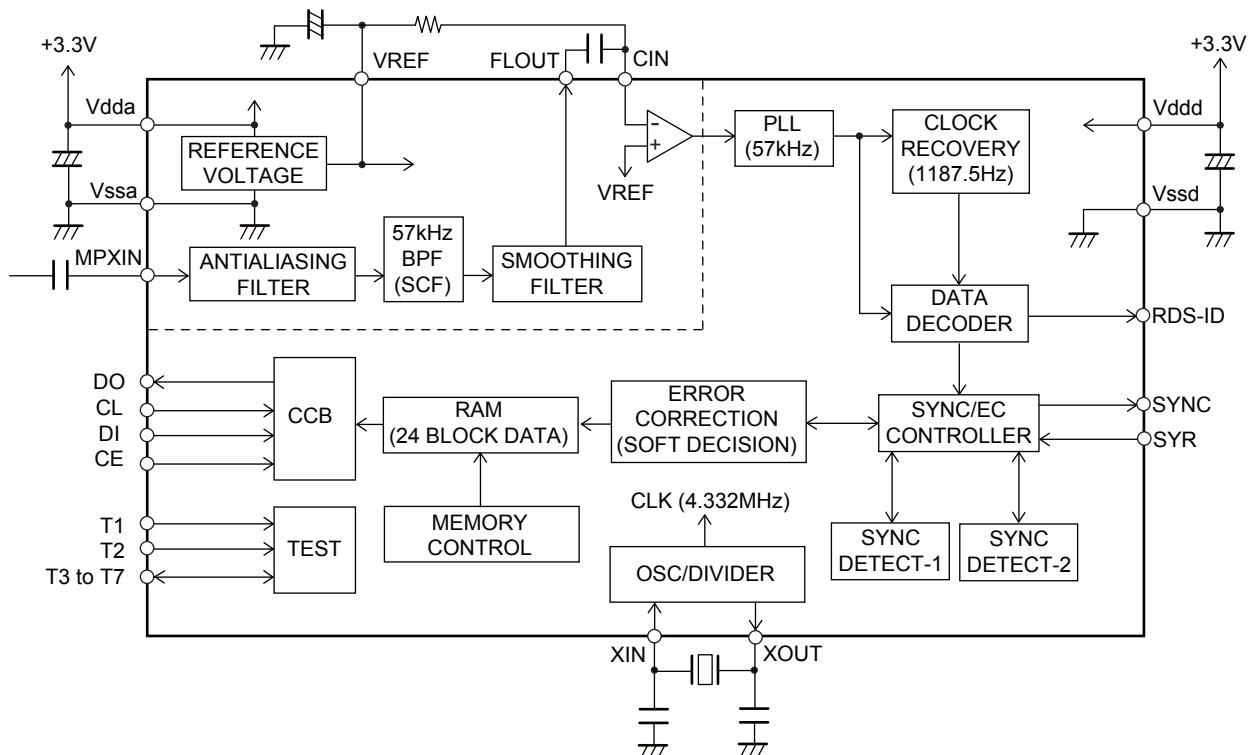 +3.3V
VREF
FLOUT
CIN
+3.3V
Vdda
Vddd
REFERENCE
VOLTAGE
-
+
VREF
PLL
(57kHz)
CLOCK
RECOVERY
(1187.5Hz)
Vssa
Vssd
MPXIN
ANTIALIASING
FILTER
57kHz
BPF
(SCF)
SMOOTHING
FILTER
DATA
DECODER
RDS-ID
DO
CL
DI
CE
CCB
RAM
(24 BLOCK DATA)
ERROR
CORRECTION
(SOFT DECISION)
SYNC/EC
CONTROLLER
SYNC
SYR
T1
T2
T3 to T7
TEST
MEMORY
CONTROL
CLK (4.332MHz)
OSC/DIVIDER
SYNC
DETECT-1
SYNC
DETECT-2
XIN
XOUT